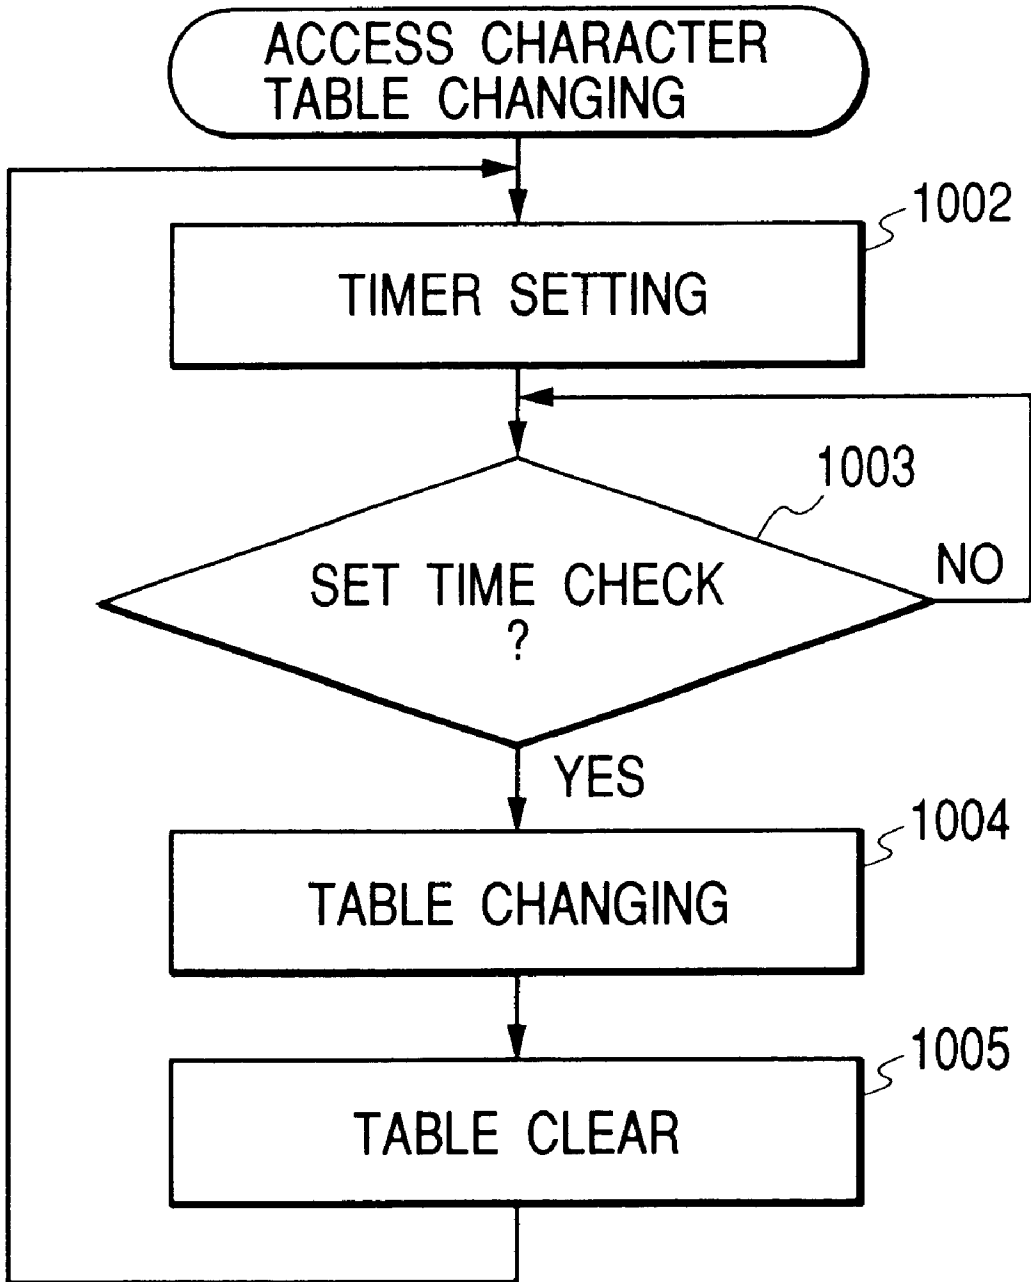 ACCESS CHARACTER
TABLE CHANGING
1002
TIMER SETTING
1003
NO
SET TIME CHECK
?
YES
1004
TABLE CHANGING
1005
TABLE CLEAR